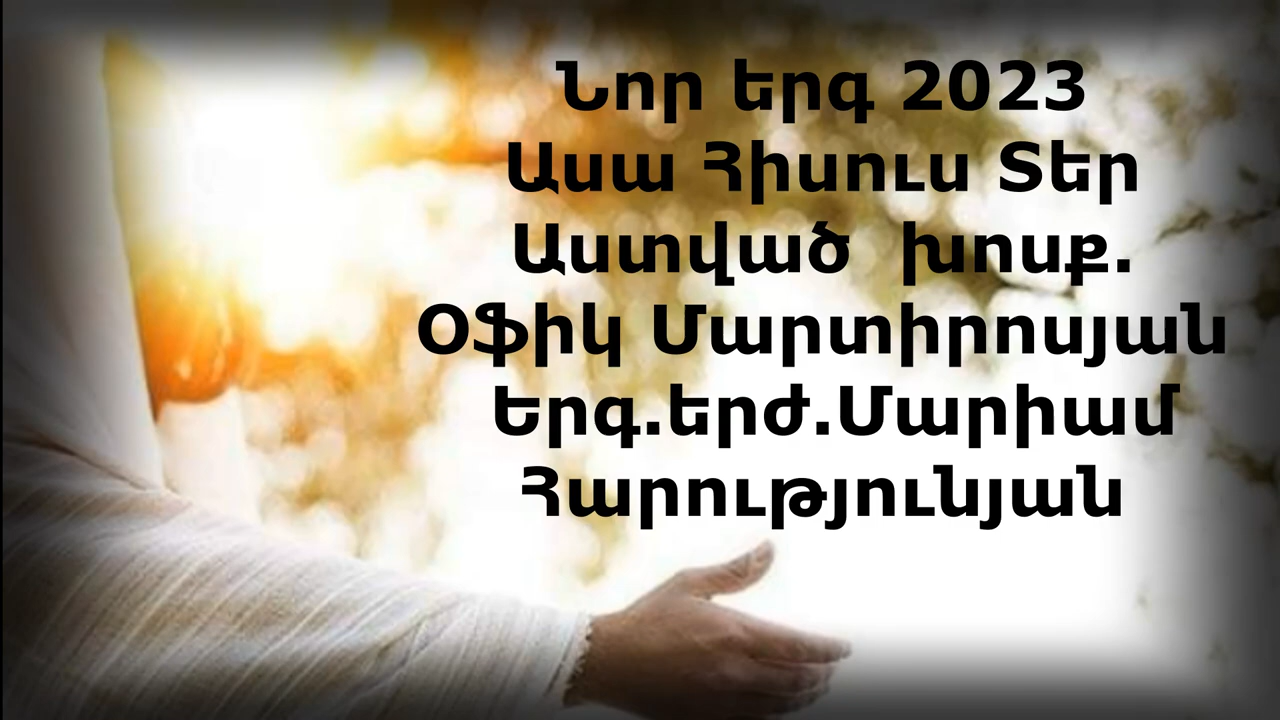 Նոր երգ 2023
Ասա Հիսուս Տեր
Աստված խոսք.
Օֆիկ Մարտիրոսյան
Երգ.երժ.Մարիամ
Հարությունյան